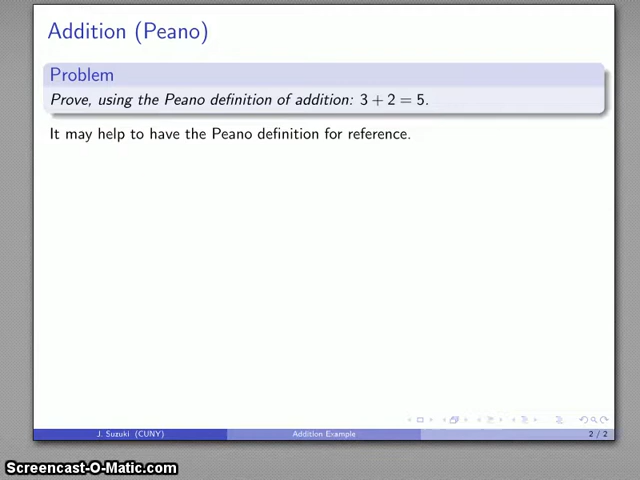 Addition (Peano)
Problem
Prove, using the Peano definition of addition: 3 + 2 = 5.
It may help to have the Peano definition for reference.
J. Suzuki (CUNY)
Addition Example
2 / 2
Screencast-O-Matic.com